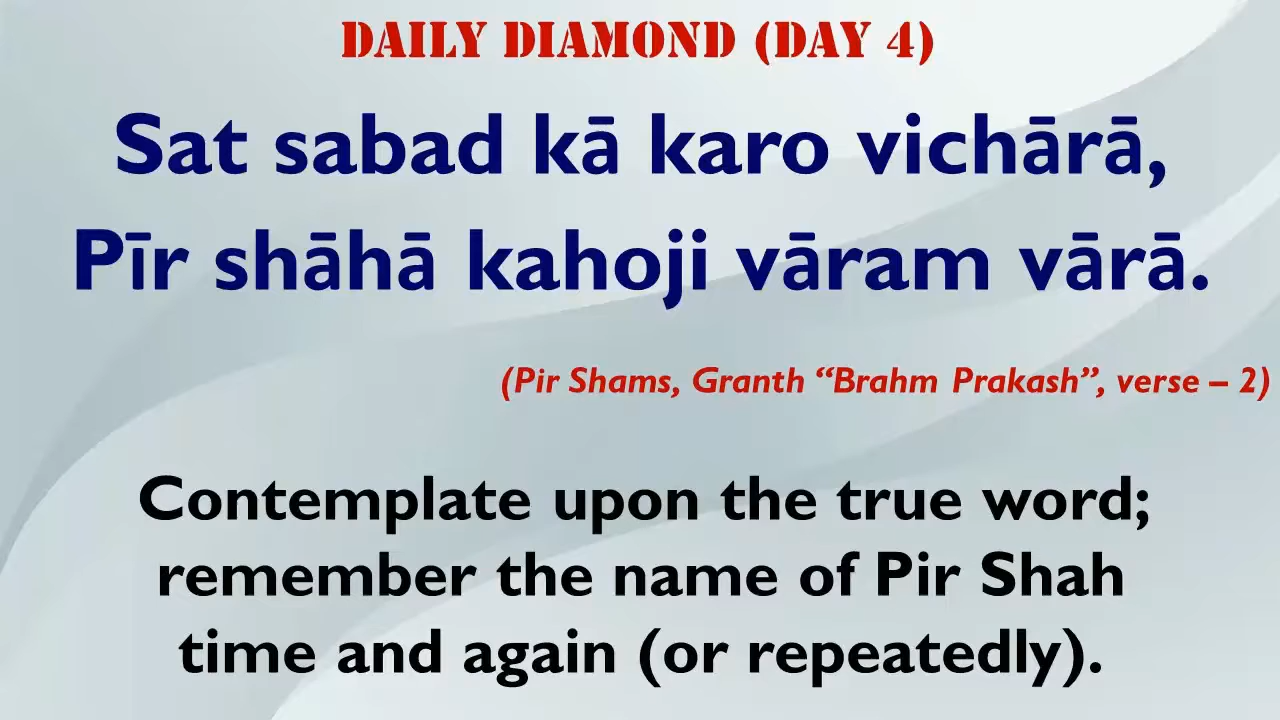 DAILY DIAMOND (DAY 4)
Sat sabad kā karo vichārā,
Pīr shāhā kahoji vāram vārā.
(Pir Shams, Granth “Brahm Prakash”, verse – 2)
Contemplate upon the true word;
remember the name of Pir Shah
time and again (or repeatedly).